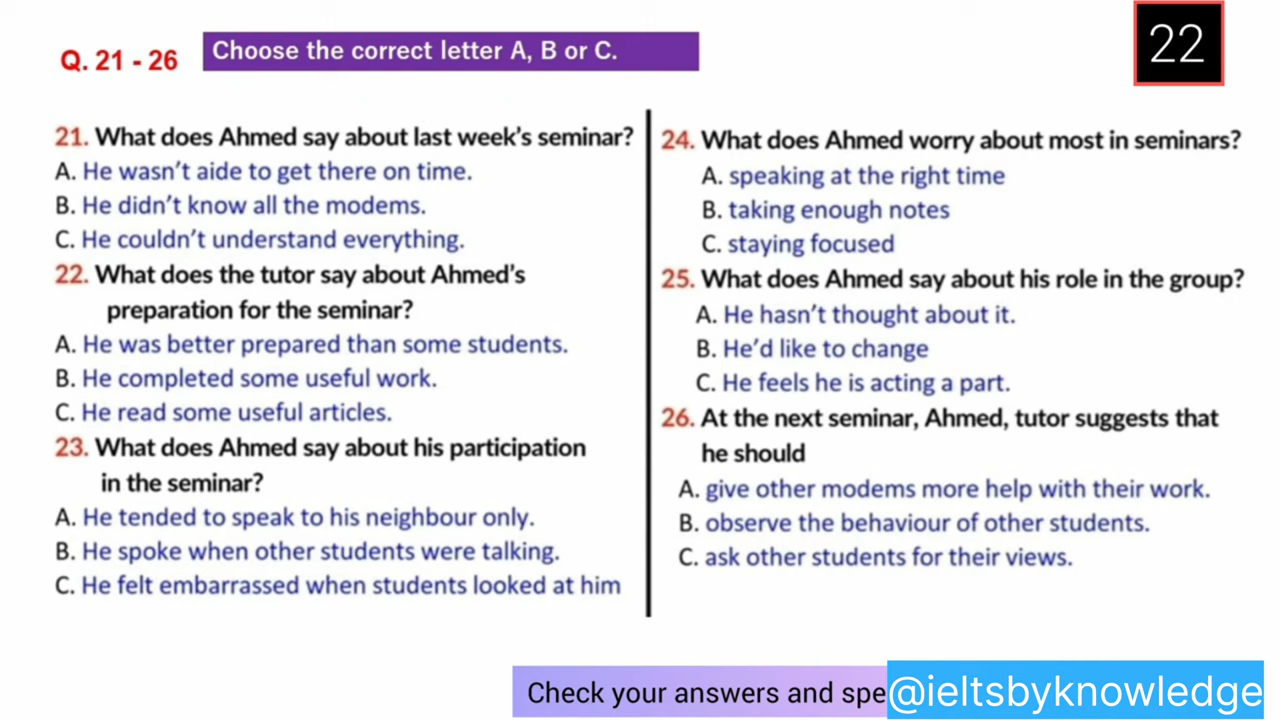 Q. 21 - 26
Choose the correct letter A, B or C.
22
21. What does Ahmed say about last week's seminar?
A. He wasn't aide to get there on time.
B. He didn't know all the modems.
C. He couldn't understand everything.
22. What does the tutor say about Ahmed's
preparation for the seminar?
A. He was better prepared than some students.
B. He completed some useful work.
C. He read some useful articles.
23. What does Ahmed say about his participation
in the seminar?
A. He tended to speak to his neighbour only.
B. He spoke when other students were talking.
C. He felt embarrassed when students looked at him
24. What does Ahmed worry about most in seminars?
A. speaking at the right time
B. taking enough notes
C. staying focused
25. What does Ahmed say about his role in the group?
A. He hasn't thought about it.
B. He'd like to change
C. He feels he is acting a part.
26. At the next seminar, Ahmed, tutor suggests that
he should
A. give other modems more help with their work.
B. observe the behaviour of other students.
C. ask other students for their views.
Check your answers and spe
@ieltsbyknowledge